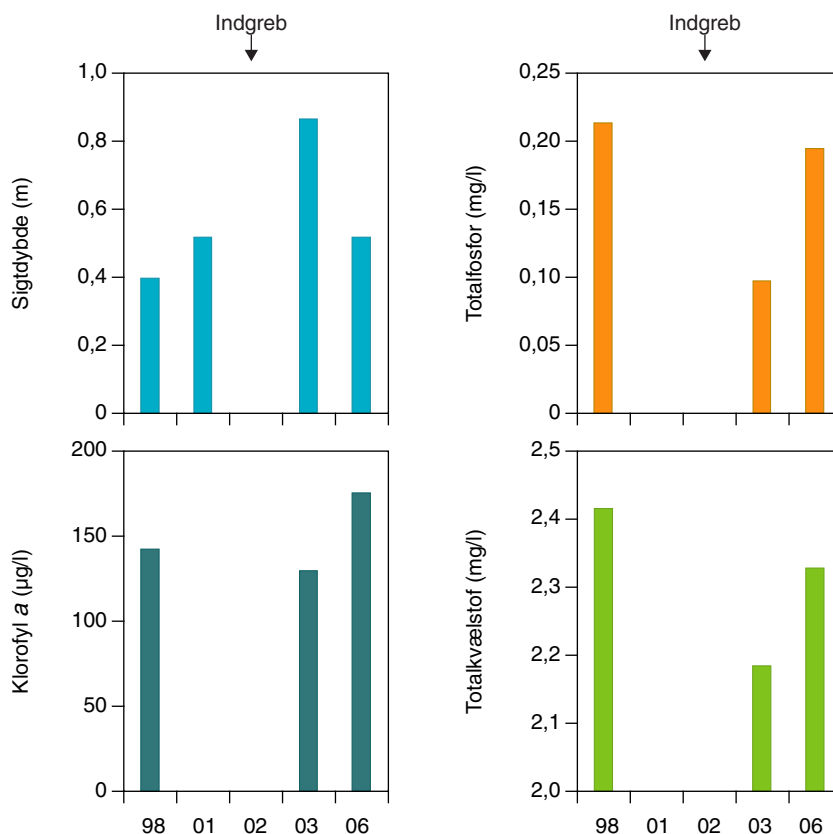 Indgreb
Indgreb
Sigtdybde (m)
1,0
0,8
0,6
0,4
0,2
0
Totalfosfor (mg/l)
0,25
0,20
0,15
0,10
0,05
0
Klorofyl a (µg/l)
200
150
100
50
0
98 01 02 03 06
Totalkvælstof (mg/l)
2,5
2,4
2,3
2,2
2,1
2,0
98 01 02 03 06